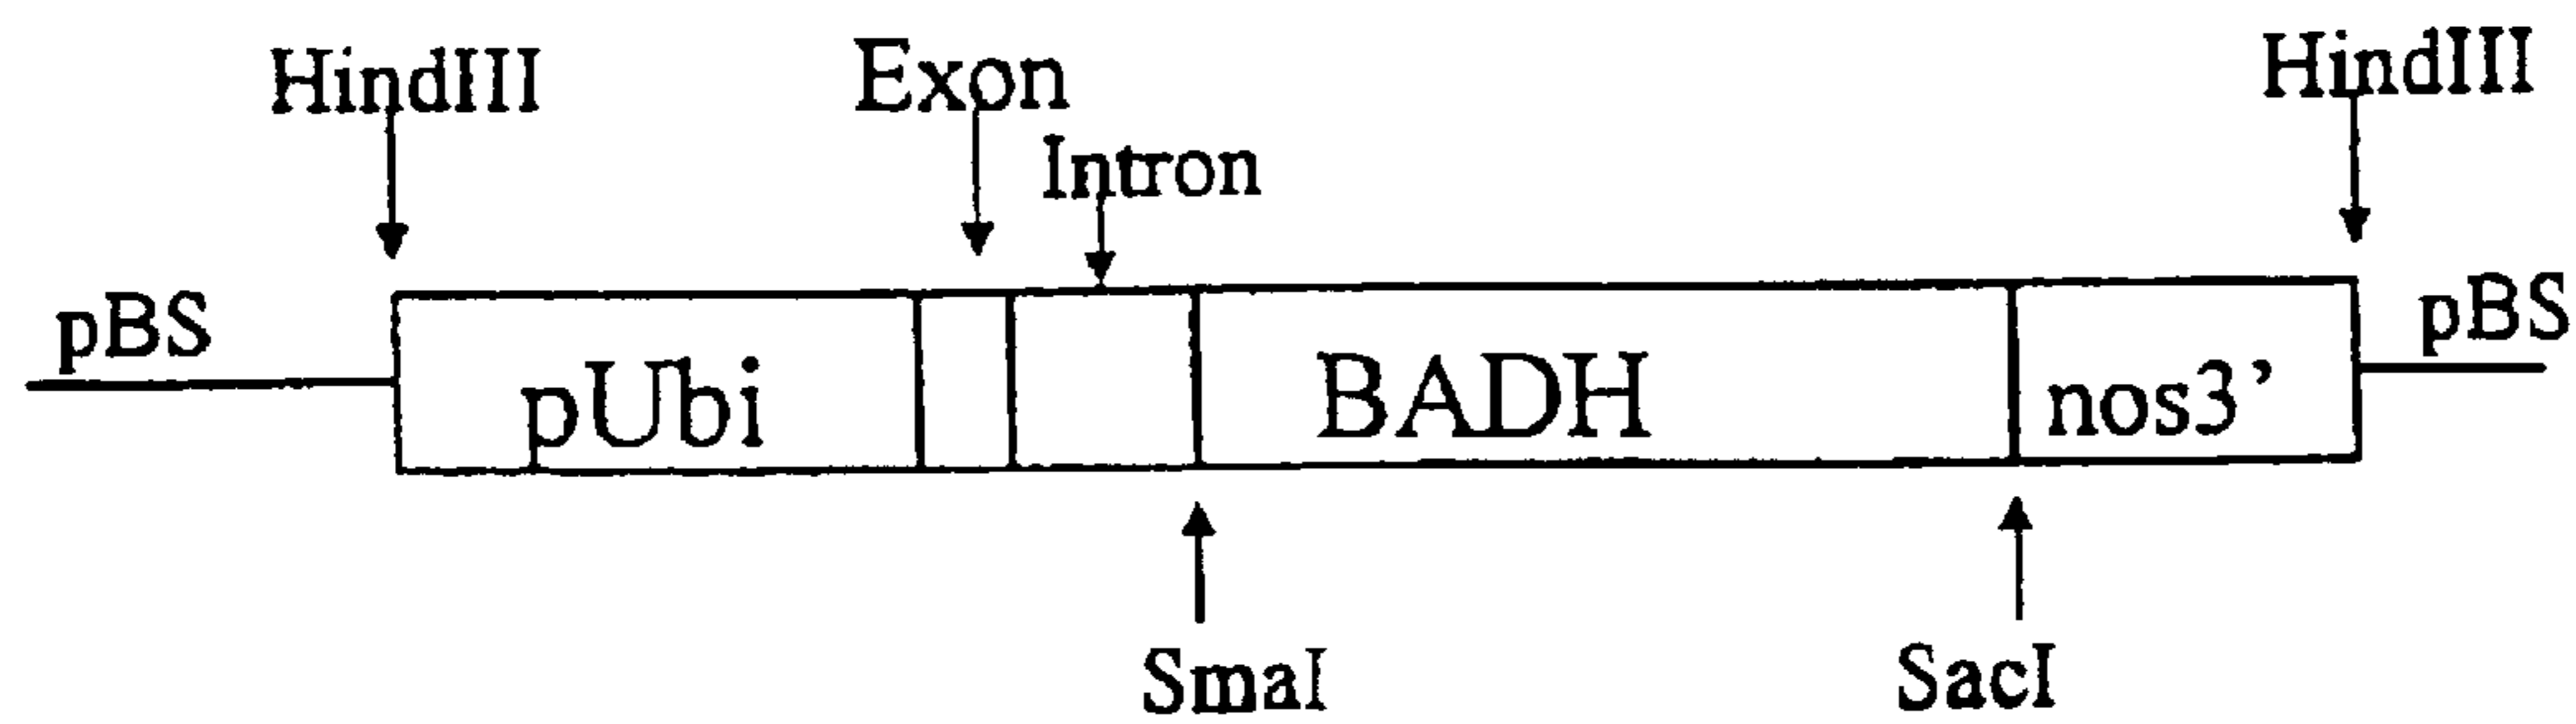 HindIII
Exon
HindIII
Intron
pBS
pBS
pUbi
BADH
nos3’
SmaI
SacI